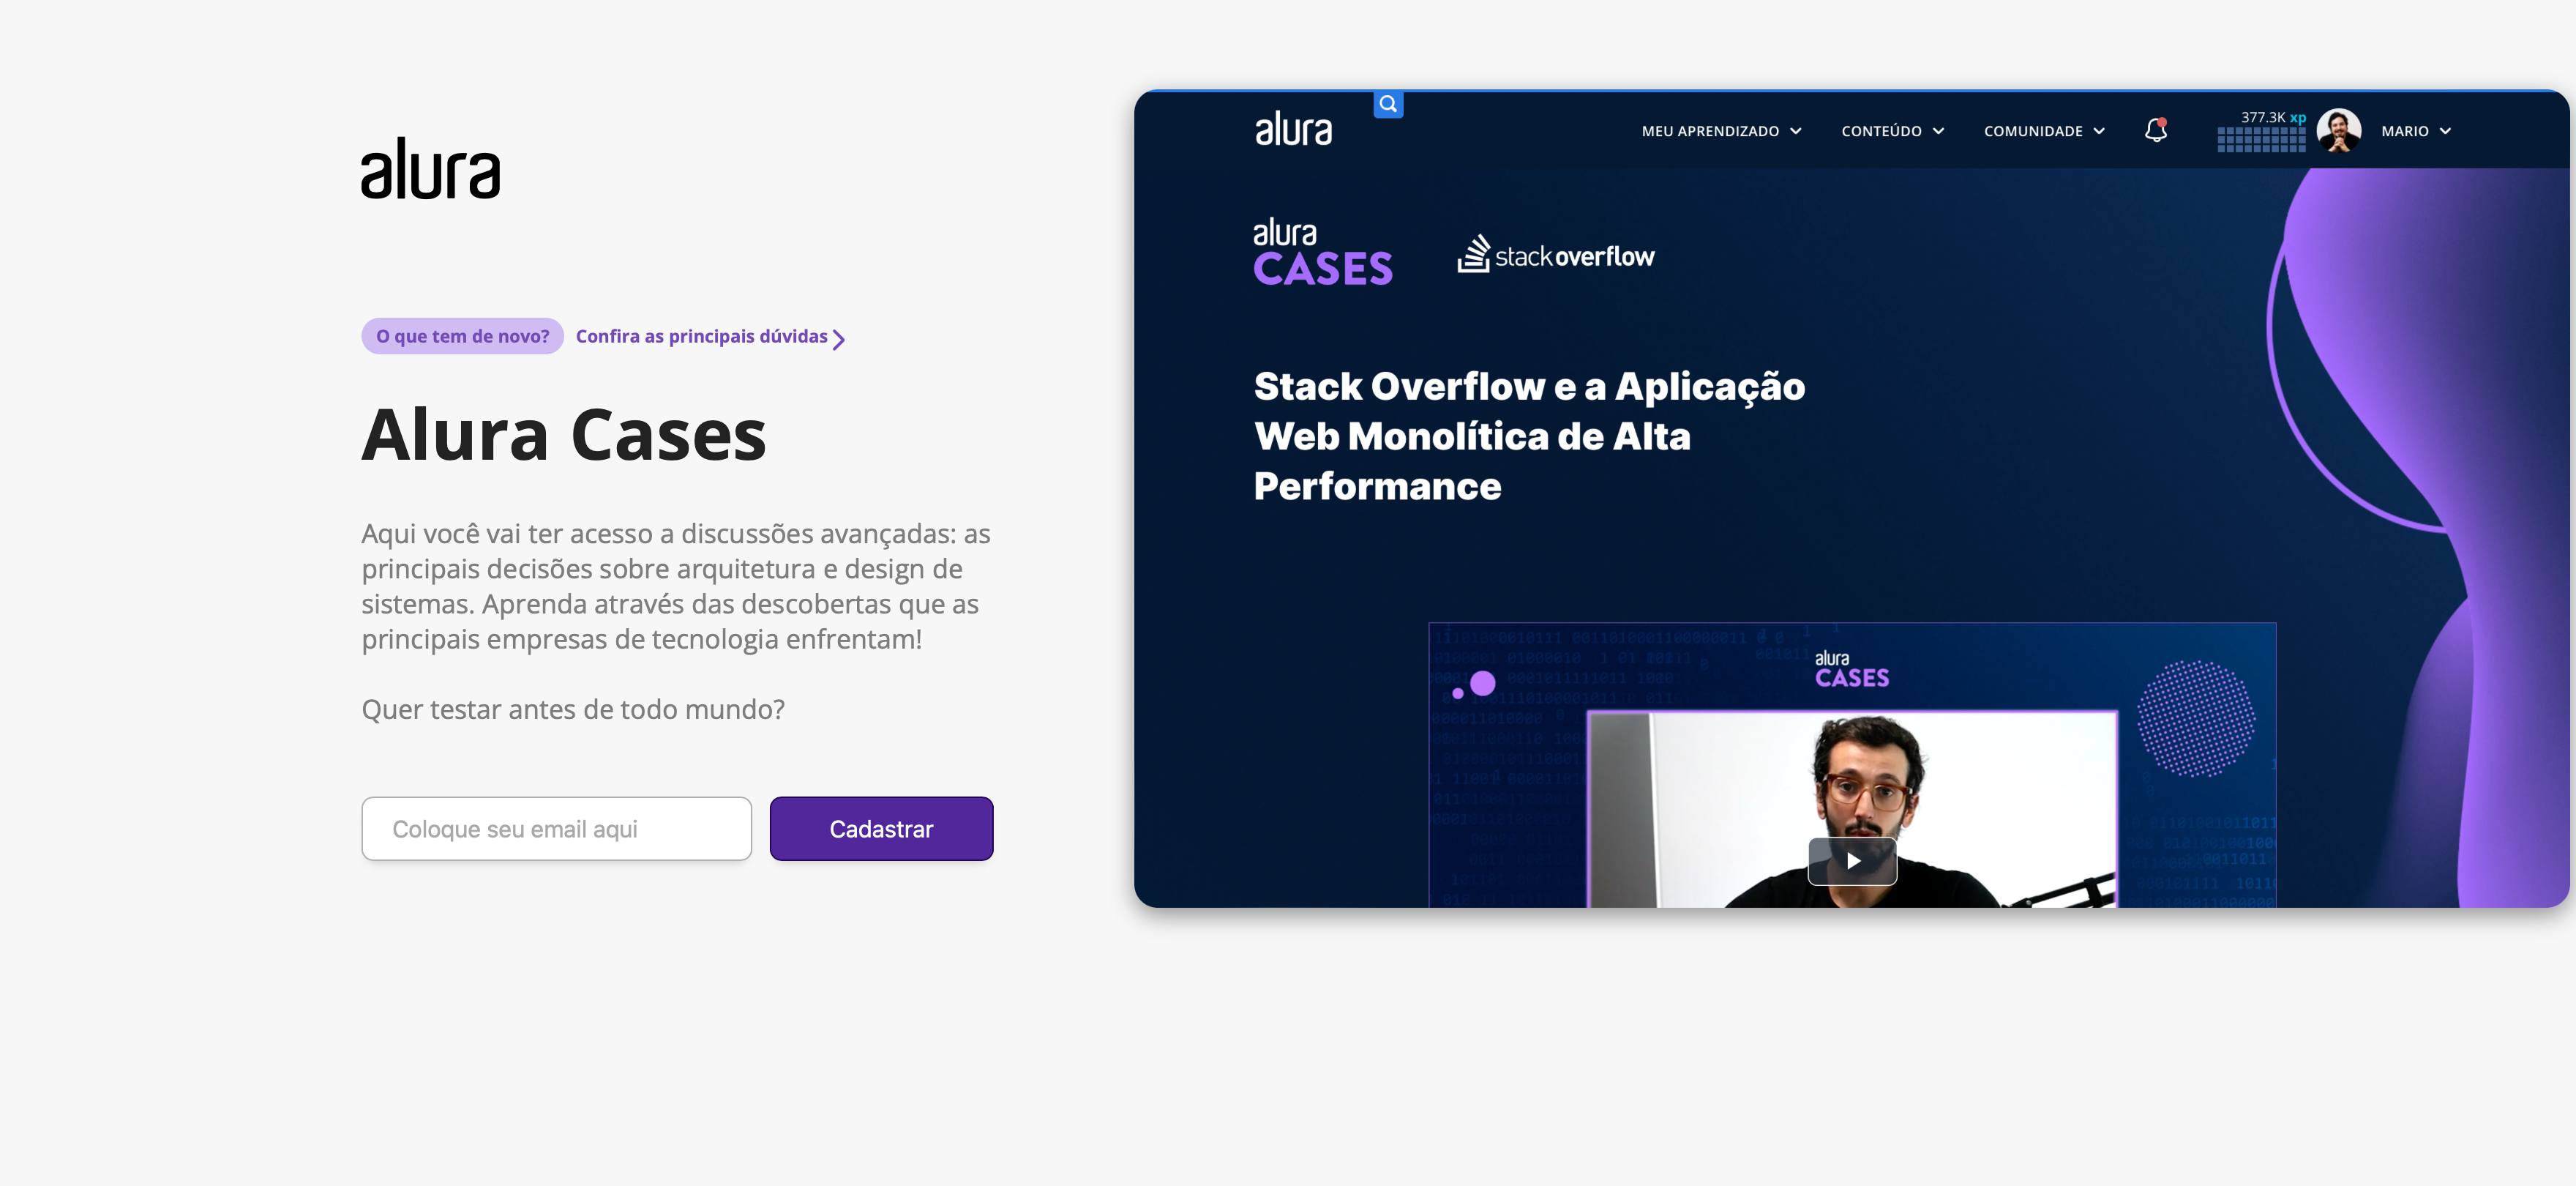 alura
O que tem de novo? Confira as principais dúvidas
Alura Cases
Aqui você vai ter acesso a discussões avançadas: as
principais decisões sobre arquitetura e design de
sistemas. Aprenda através das descobertas que as
principais empresas de tecnologia enfrentam!
Quer testar antes de todo mundo?
Coloque seu email aqui
Cadastrar
alura
MEU APRENDIZADO
CONTEÚDO
COMUNIDADE
377.3K xp
MARIO
alura
CASES
stackoverflow
Stack Overflow e a Aplicação
Web Monolítica de Alta
Performance
alura
CASES